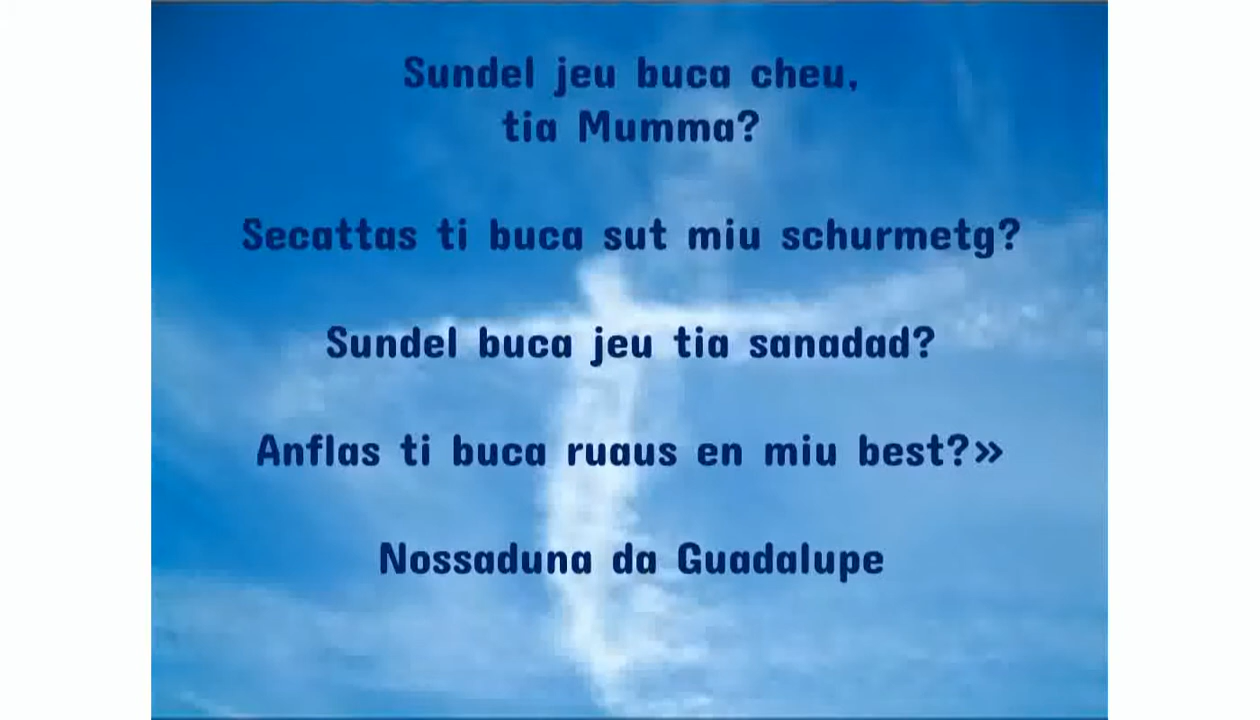 Sundel jeu buca cheu,
tia Mumma?
Secattas ti buca sut miu schurmetg?
Sundel buca jeu tia sanadad?
Anflas ti buca ruaus en miu best?»
Nossaduna da Guadalupe